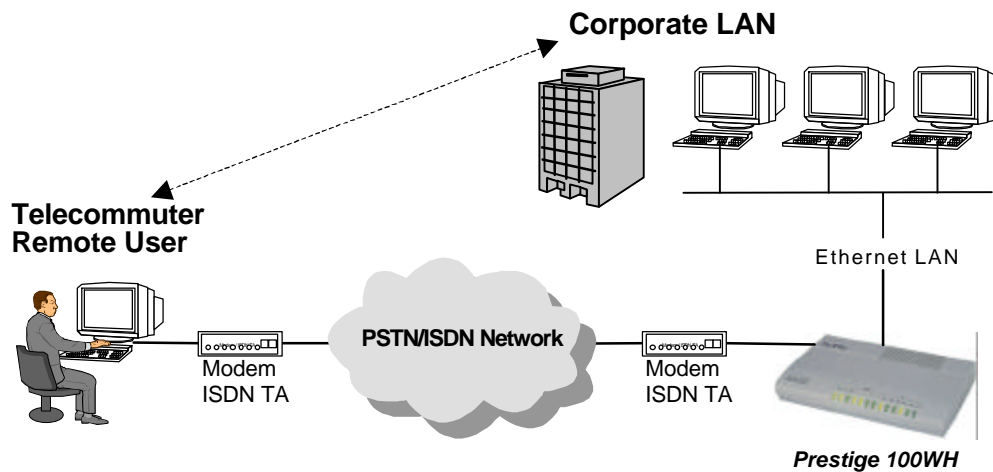 Corporate LAN
Telecommuter
Remote User
Ethernet LAN
PSTN/ISDN Network
Modem
ISDN TA
Modem
ISDN TA
Prestige 100WH